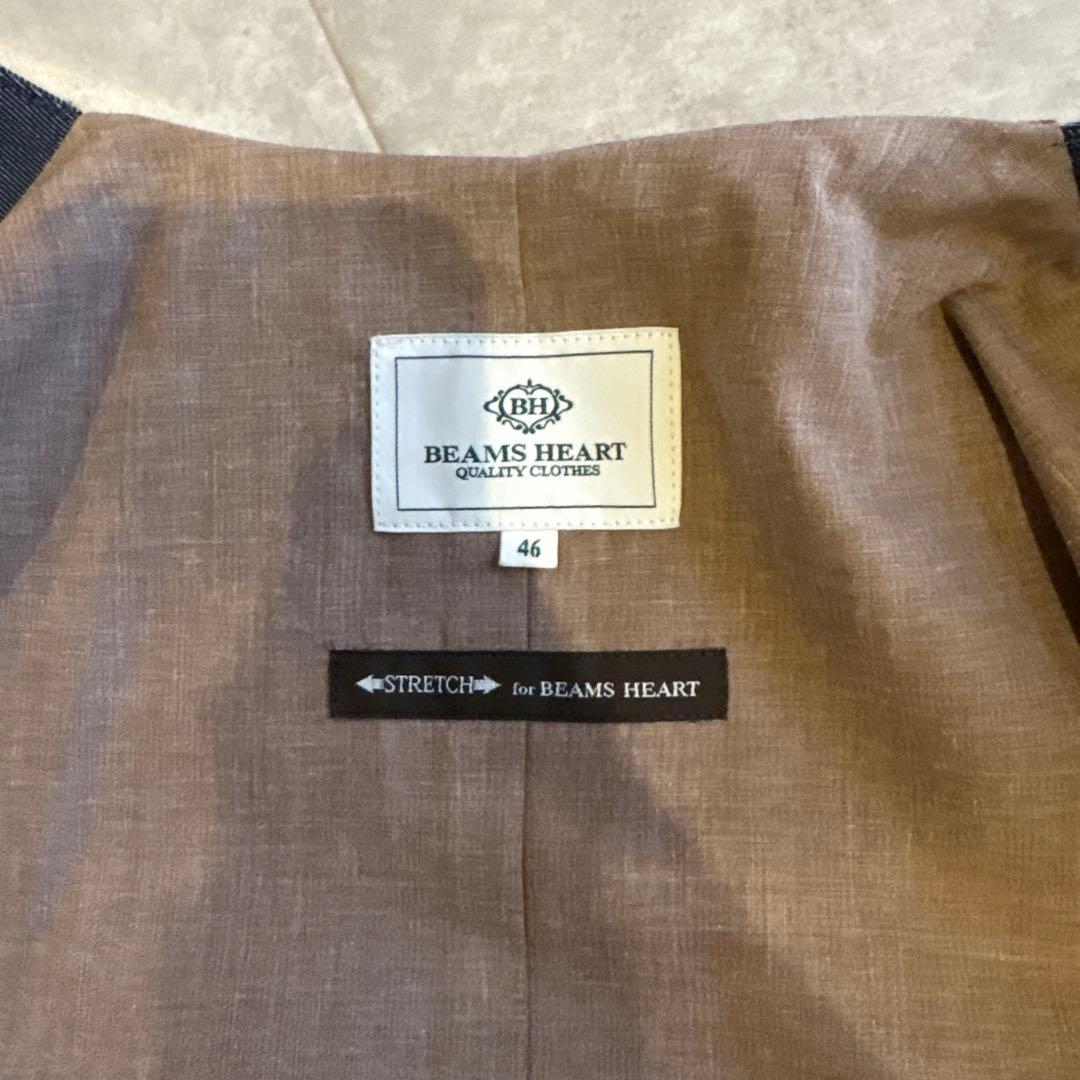 BH
BEAMS HEART
QUALITY CLOTHES
46
STRETCH for BEAMS HEART